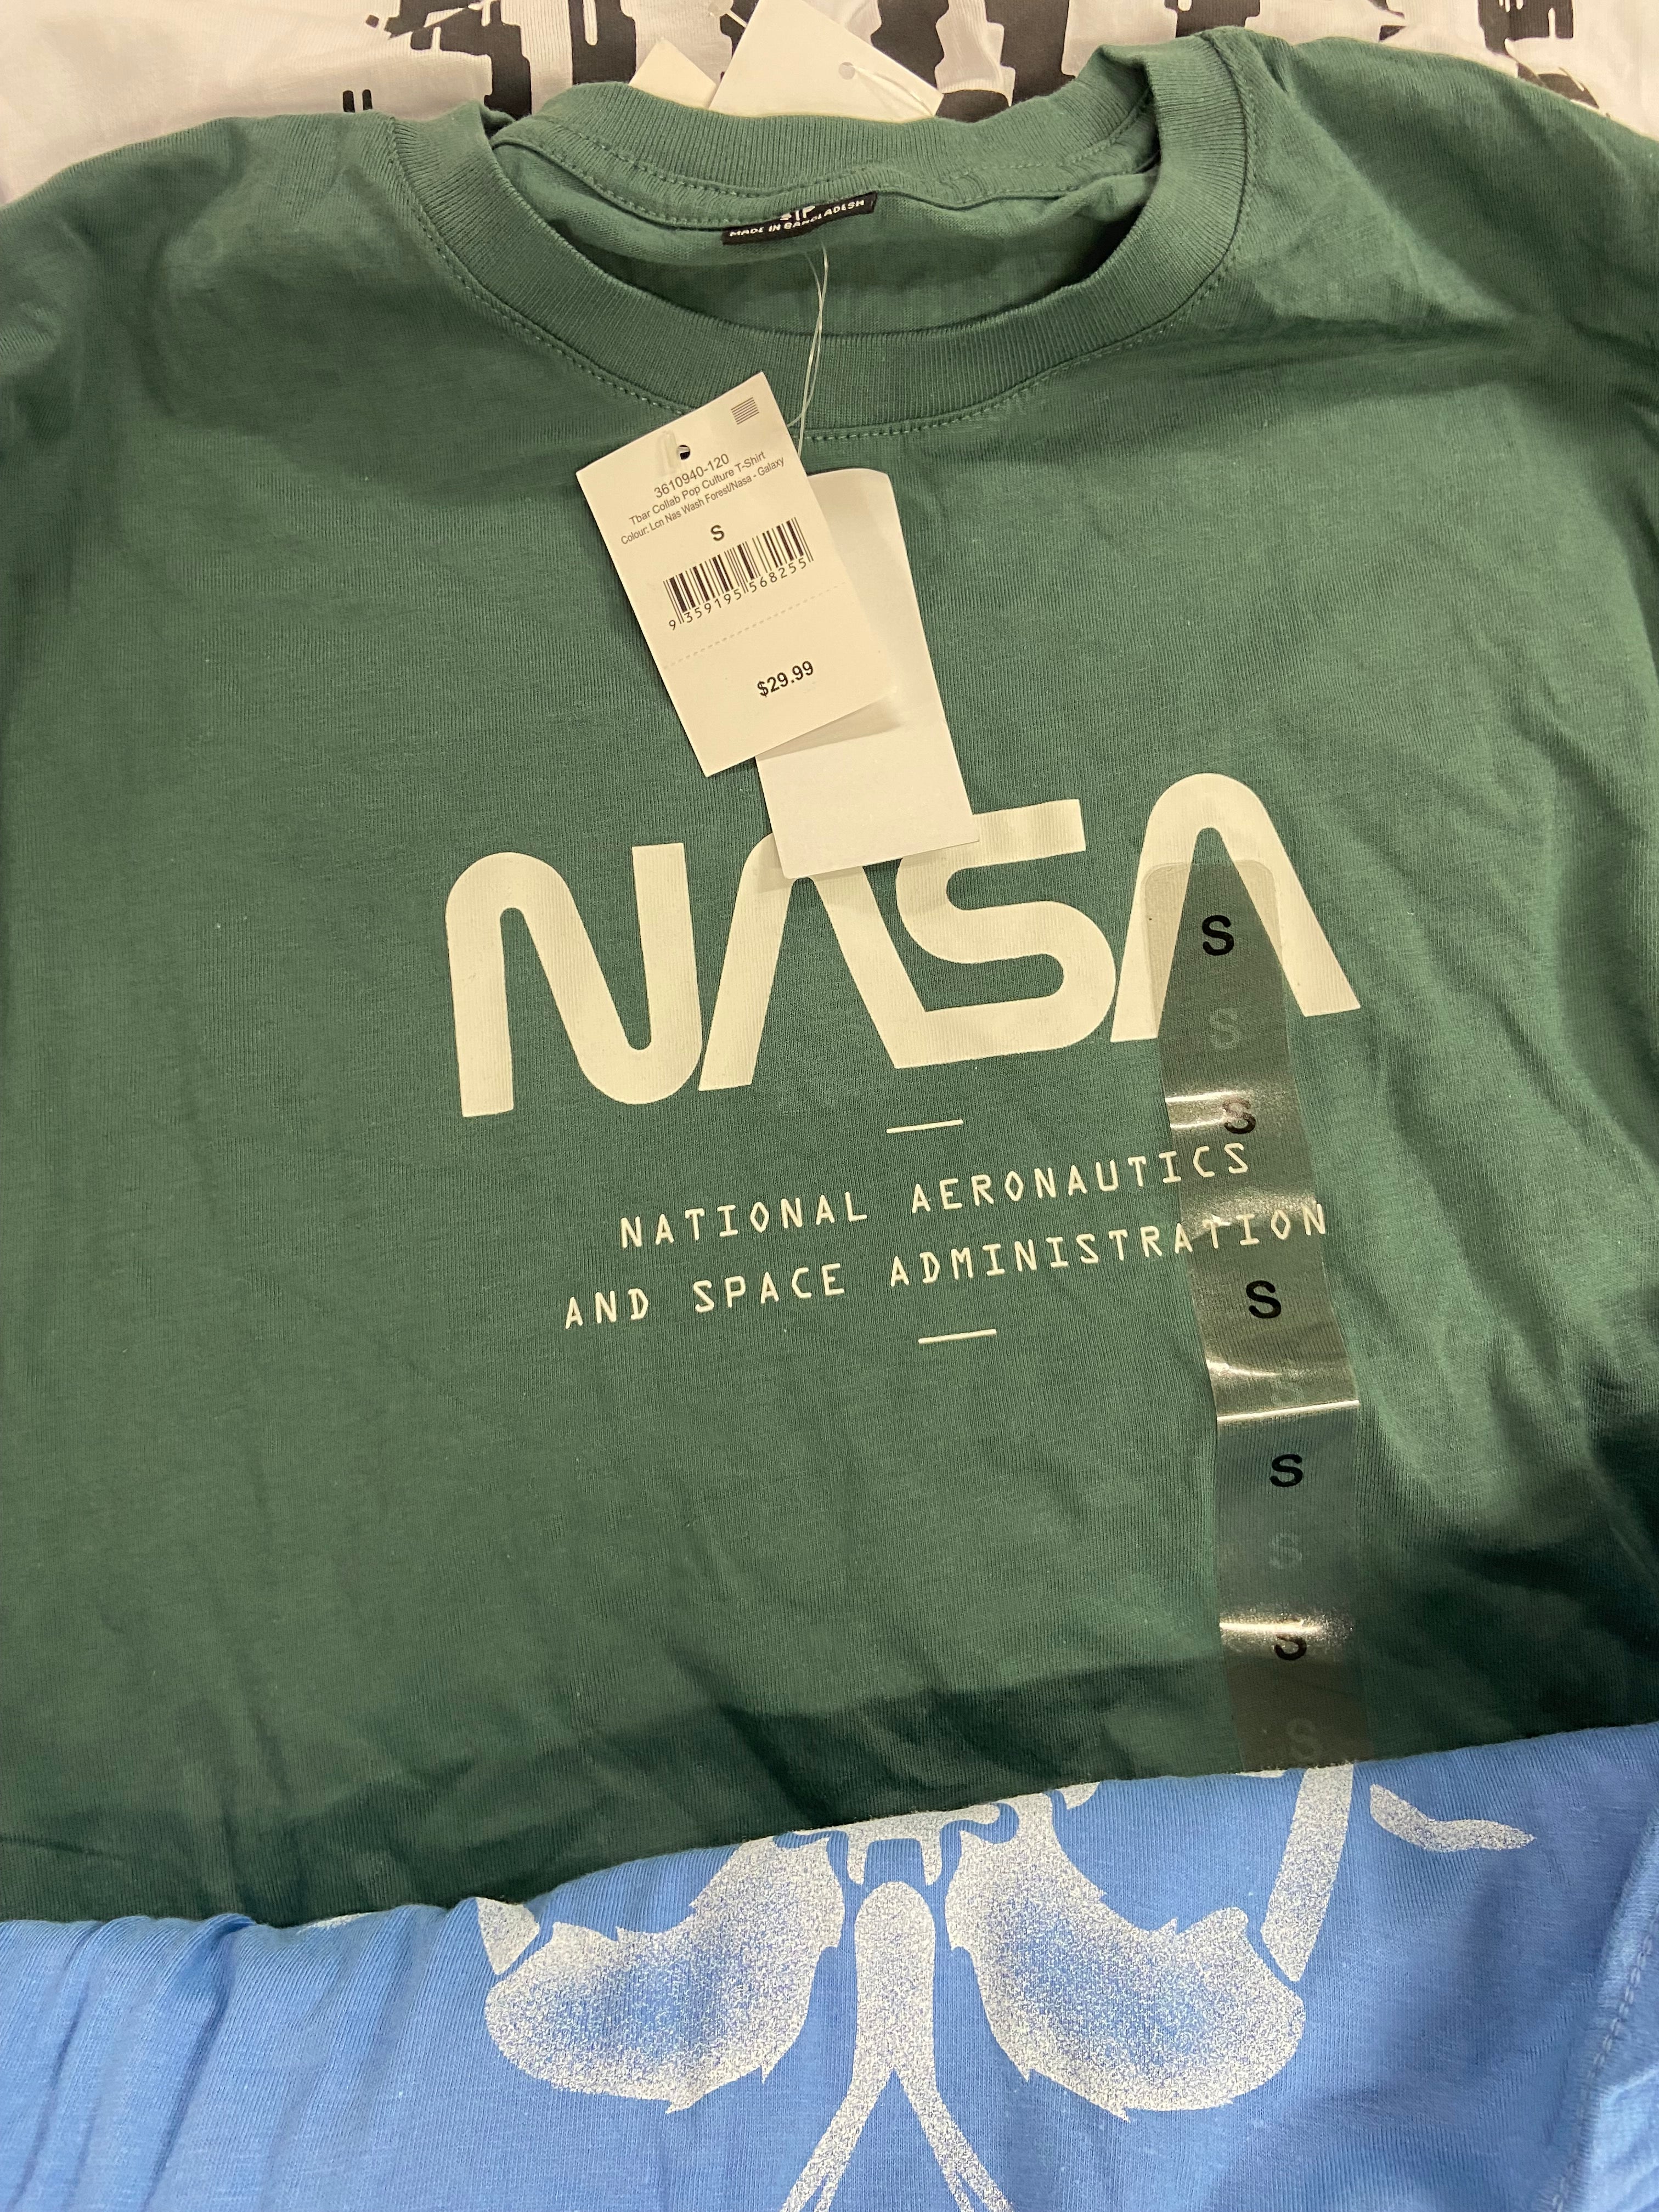 S|P
MADE IN BANGLADESH
3610940-120
Tbar Collab Pop Culture T-Shirt
Colour: Lcn Nas Wash Forest/Nasa - Galaxy
S
9 359195 568255
$29.99
NASA
NATIONAL AERONAUTICS
AND SPACE ADMINISTRATION
S
S
S
S
S
S
S
S
S